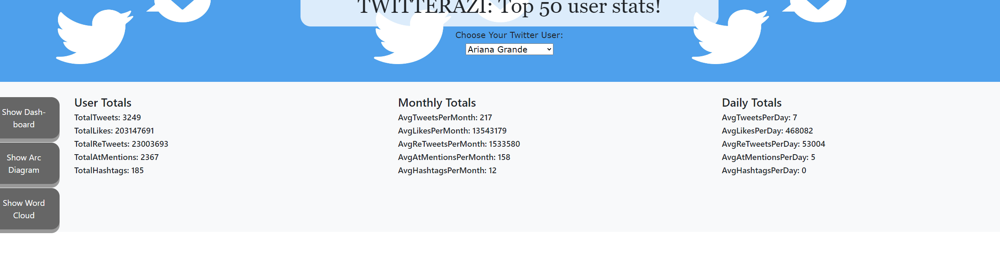 TWITTERAZI: Top 50 user stats!
Choose Your Twitter User:
Ariana Grande
Show Dash-
board
Show Arc
Diagram
Show Word
Cloud
User Totals
TotalTweets: 3249
TotalLikes: 203147691
TotalReTweets: 23003693
TotalAtMentions: 2367
TotalHashtags: 185
Monthly Totals
AvgTweetsPerMonth: 217
AvgLikesPerMonth: 13543179
AvgReTweetsPerMonth: 1533580
AvgAtMentionsPerMonth: 158
AvgHashtagsPerMonth: 12
Daily Totals
AvgTweetsPerDay: 7
AvgLikesPerDay: 468082
AvgReTweetsPerDay: 53004
AvgAtMentionsPerDay: 5
AvgHashtagsPerDay: 0